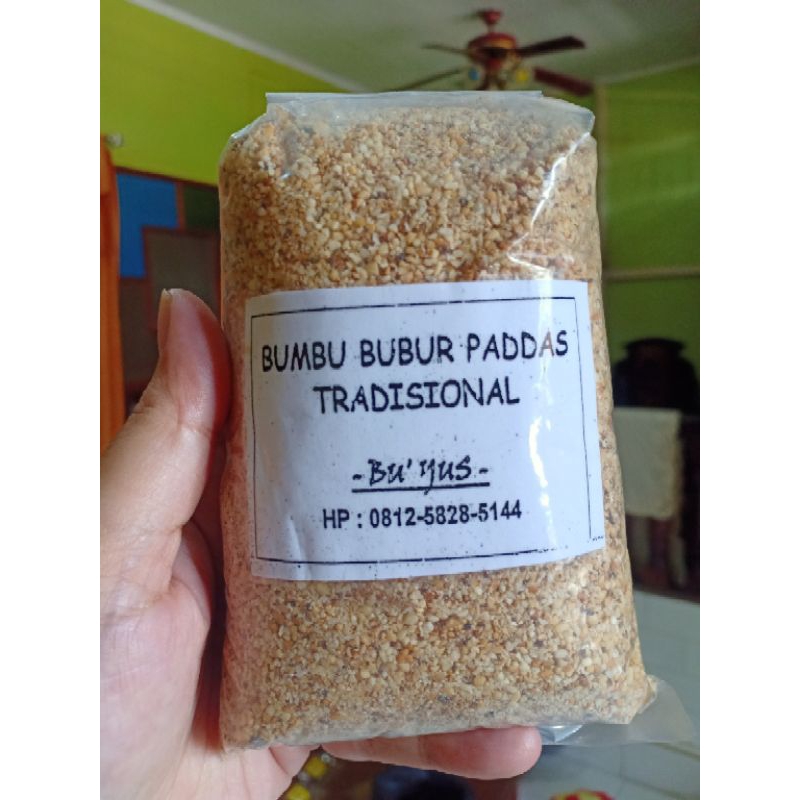 BUMBU BUBUR PADDAS
TRADISIONAL
-Bu' Yus-
HP : 0812-5828-5144